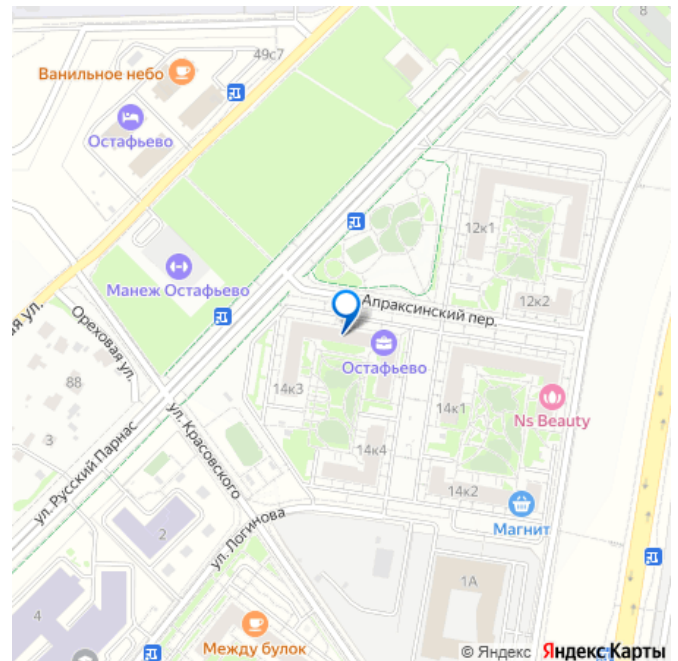 8
49с7
Ванильное небо
Остафьево
12к1
Манеж Остафьево
Апраксинский пер.
12к2
ая ул.
Ореховая ул.
Остафьево
88
14к3
14к1
Ns Beauty
3
ул. Красовского
14к4
ул. Русский Парнас
14к2
Магнит
ул. Логинова
2
1А
4
Между булок
© Яндекс Яндекс Карты